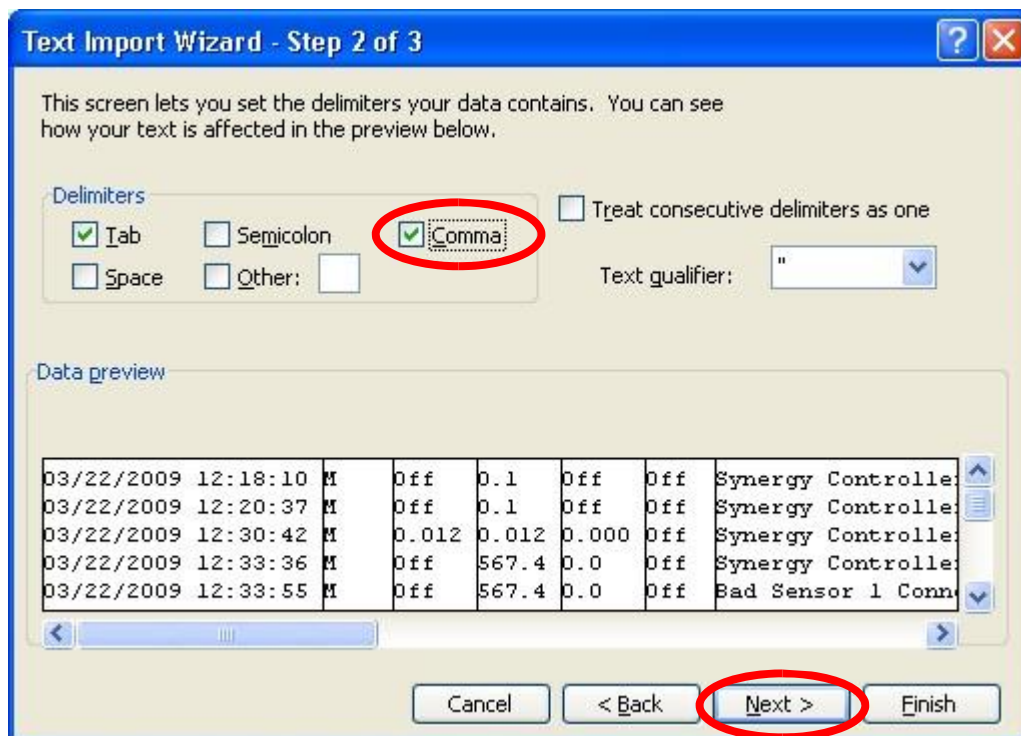 Text Import Wizard - Step 2 of 3
This screen lets you set the delimiters your data contains. You can see
how your text is affected in the preview below.
Delimiters
Tab Semicolon Comma Treat consecutive delimiters as one
Space Other: Text qualifier: "
Data preview
03/22/2009 12:18:10 M Off 0.1 Off Off Synergy Controller
03/22/2009 12:20:37 M Off 0.1 Off Off Synergy Controller
03/22/2009 12:30:42 M 0.012 0.012 0.000 Off Synergy Controller
03/22/2009 12:33:36 M Off 567.4 0.0 Off Synergy Controller
03/22/2009 12:33:55 M Off 567.4 0.0 Off Bad Sensor 1 Conne
Cancel < Back Next > Finish